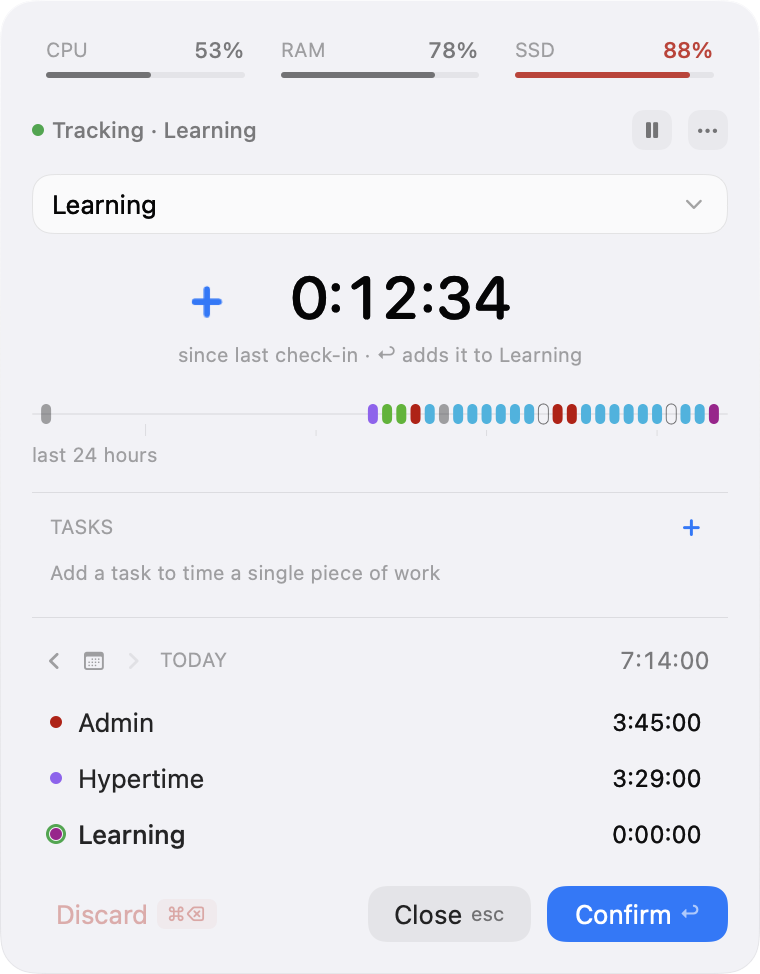 CPU 53% RAM 78% SSD 88%
Tracking · Learning
Learning
0:12:34
since last check-in · ↩ adds it to Learning
last 24 hours
TASKS +
Add a task to time a single piece of work
TODAY 7:14:00
Admin 3:45:00
Hypertime 3:29:00
Learning 0:00:00
Discard ⌘⌫ Close esc Confirm ↩